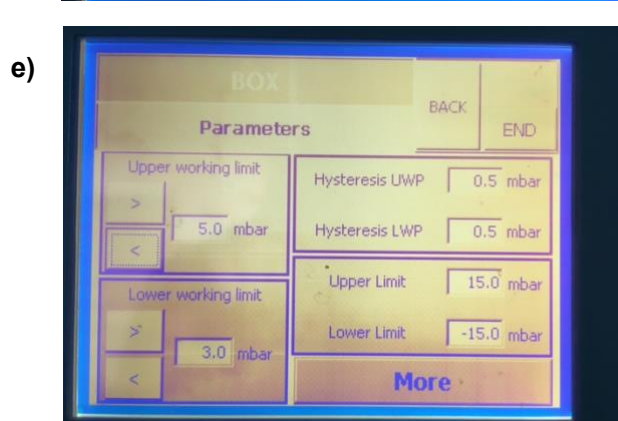 e)
BOX
BACK
END
Parameters
Upper working limit
>
5.0 mbar
<
Hysteresis UWP 0.5 mbar
Hysteresis LWP 0.5 mbar
Lower working limit
>
3.0 mbar
<
Upper Limit 15.0 mbar
Lower Limit -15.0 mbar
More